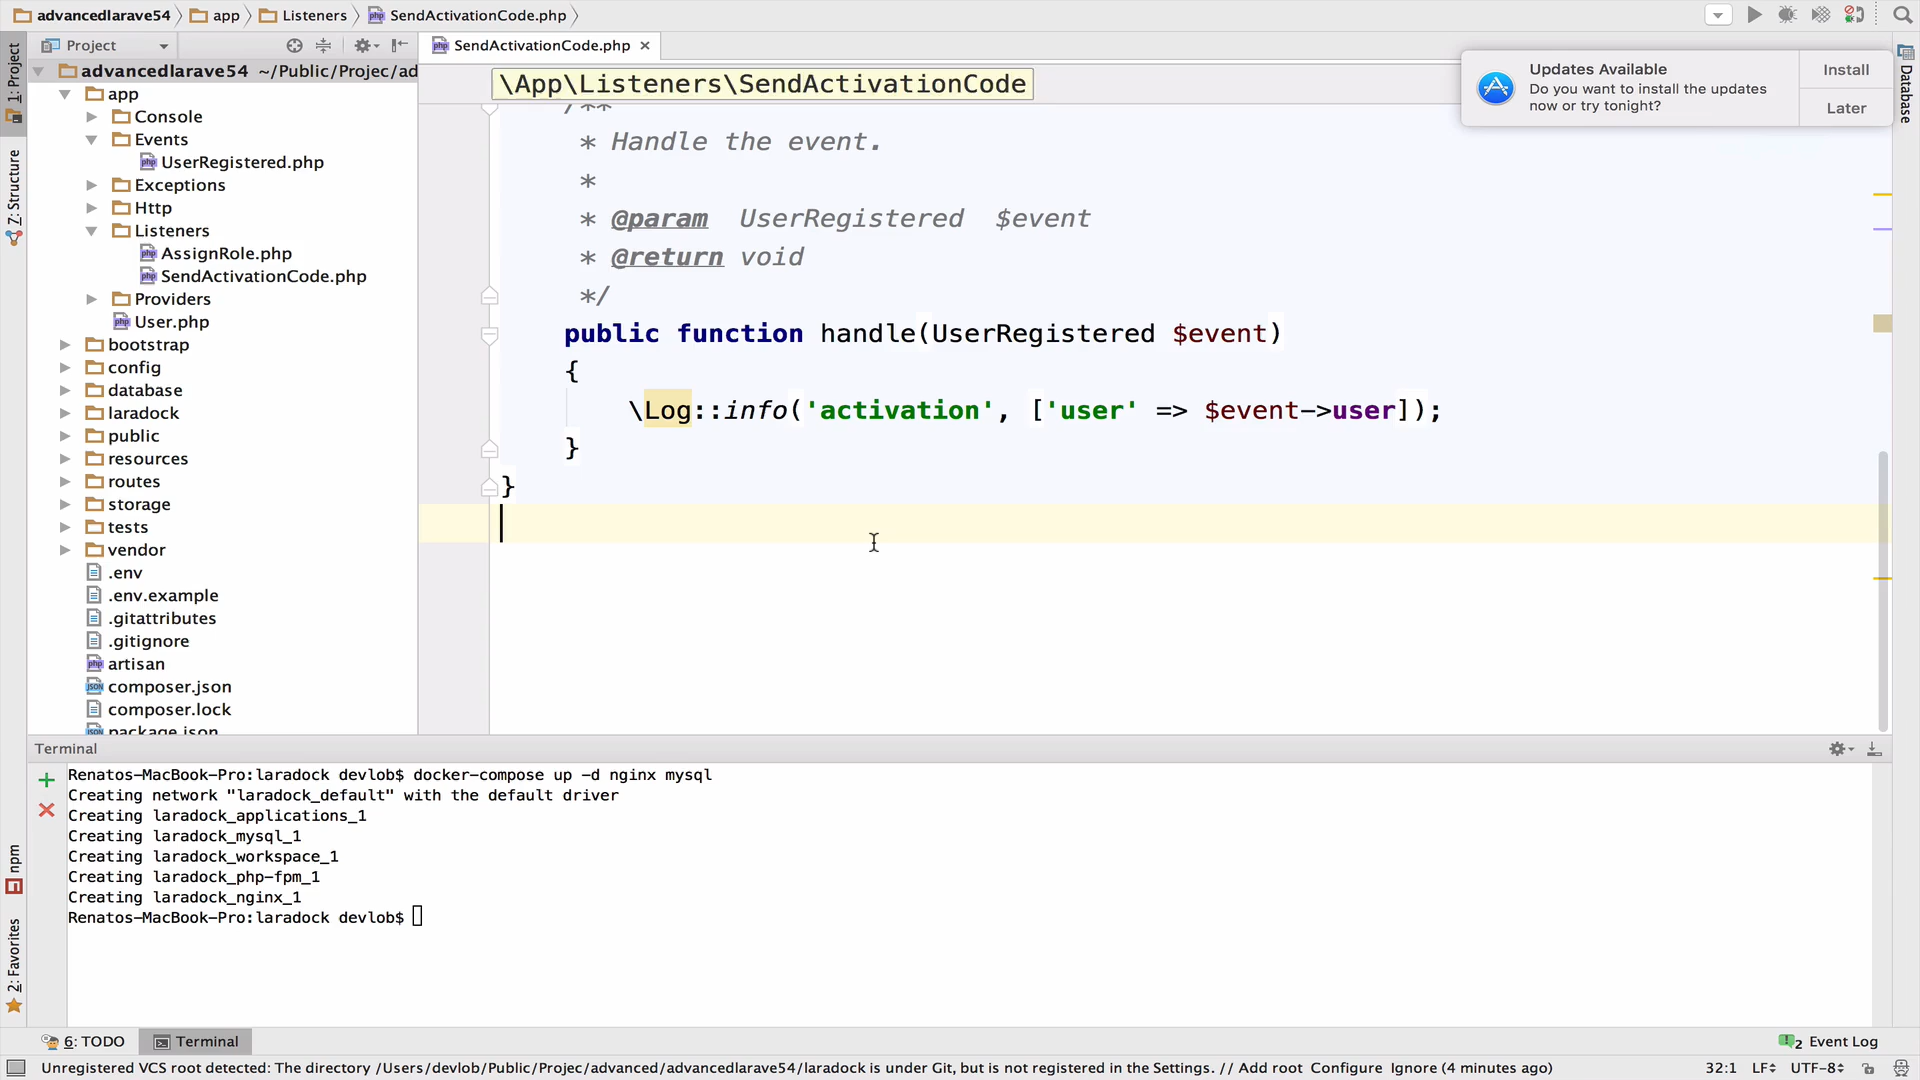 advancedlarave54 app Listeners SendActivationCode.php
Project
SendActivationCode.php
\App\Listeners\SendActivationCode
Updates Available
Do you want to install the updates
now or try tonight?
Install
Later
1: Project
Z: Structure
npm
2: Favorites
Database
advancedlarave54 ~/Public/Projec/ad
app
Console
Events
UserRegistered.php
Exceptions
Http
Listeners
AssignRole.php
SendActivationCode.php
Providers
User.php
bootstrap
config
database
laradock
public
resources
routes
storage
tests
vendor
.env
.env.example
.gitattributes
.gitignore
artisan
composer.json
composer.lock
package.json
/**
* Handle the event.
*
* @param  UserRegistered  $event
* @return void
*/
public function handle(UserRegistered $event)
{
\Log::info('activation', ['user' => $event->user]);
}
}
Terminal
Renatos-MacBook-Pro:laradock devlob$ docker-compose up -d nginx mysql
Creating network "laradock_default" with the default driver
Creating laradock_applications_1
Creating laradock_mysql_1
Creating laradock_workspace_1
Creating laradock_php-fpm_1
Creating laradock_nginx_1
Renatos-MacBook-Pro:laradock devlob$
6: TODO
Terminal
2 Event Log
Unregistered VCS root detected: The directory /Users/devlob/Public/Projec/advanced/advancedlarave54/laradock is under Git, but is not registered in the Settings. // Add root Configure Ignore (4 minutes ago)
32:1 LF UTF-8